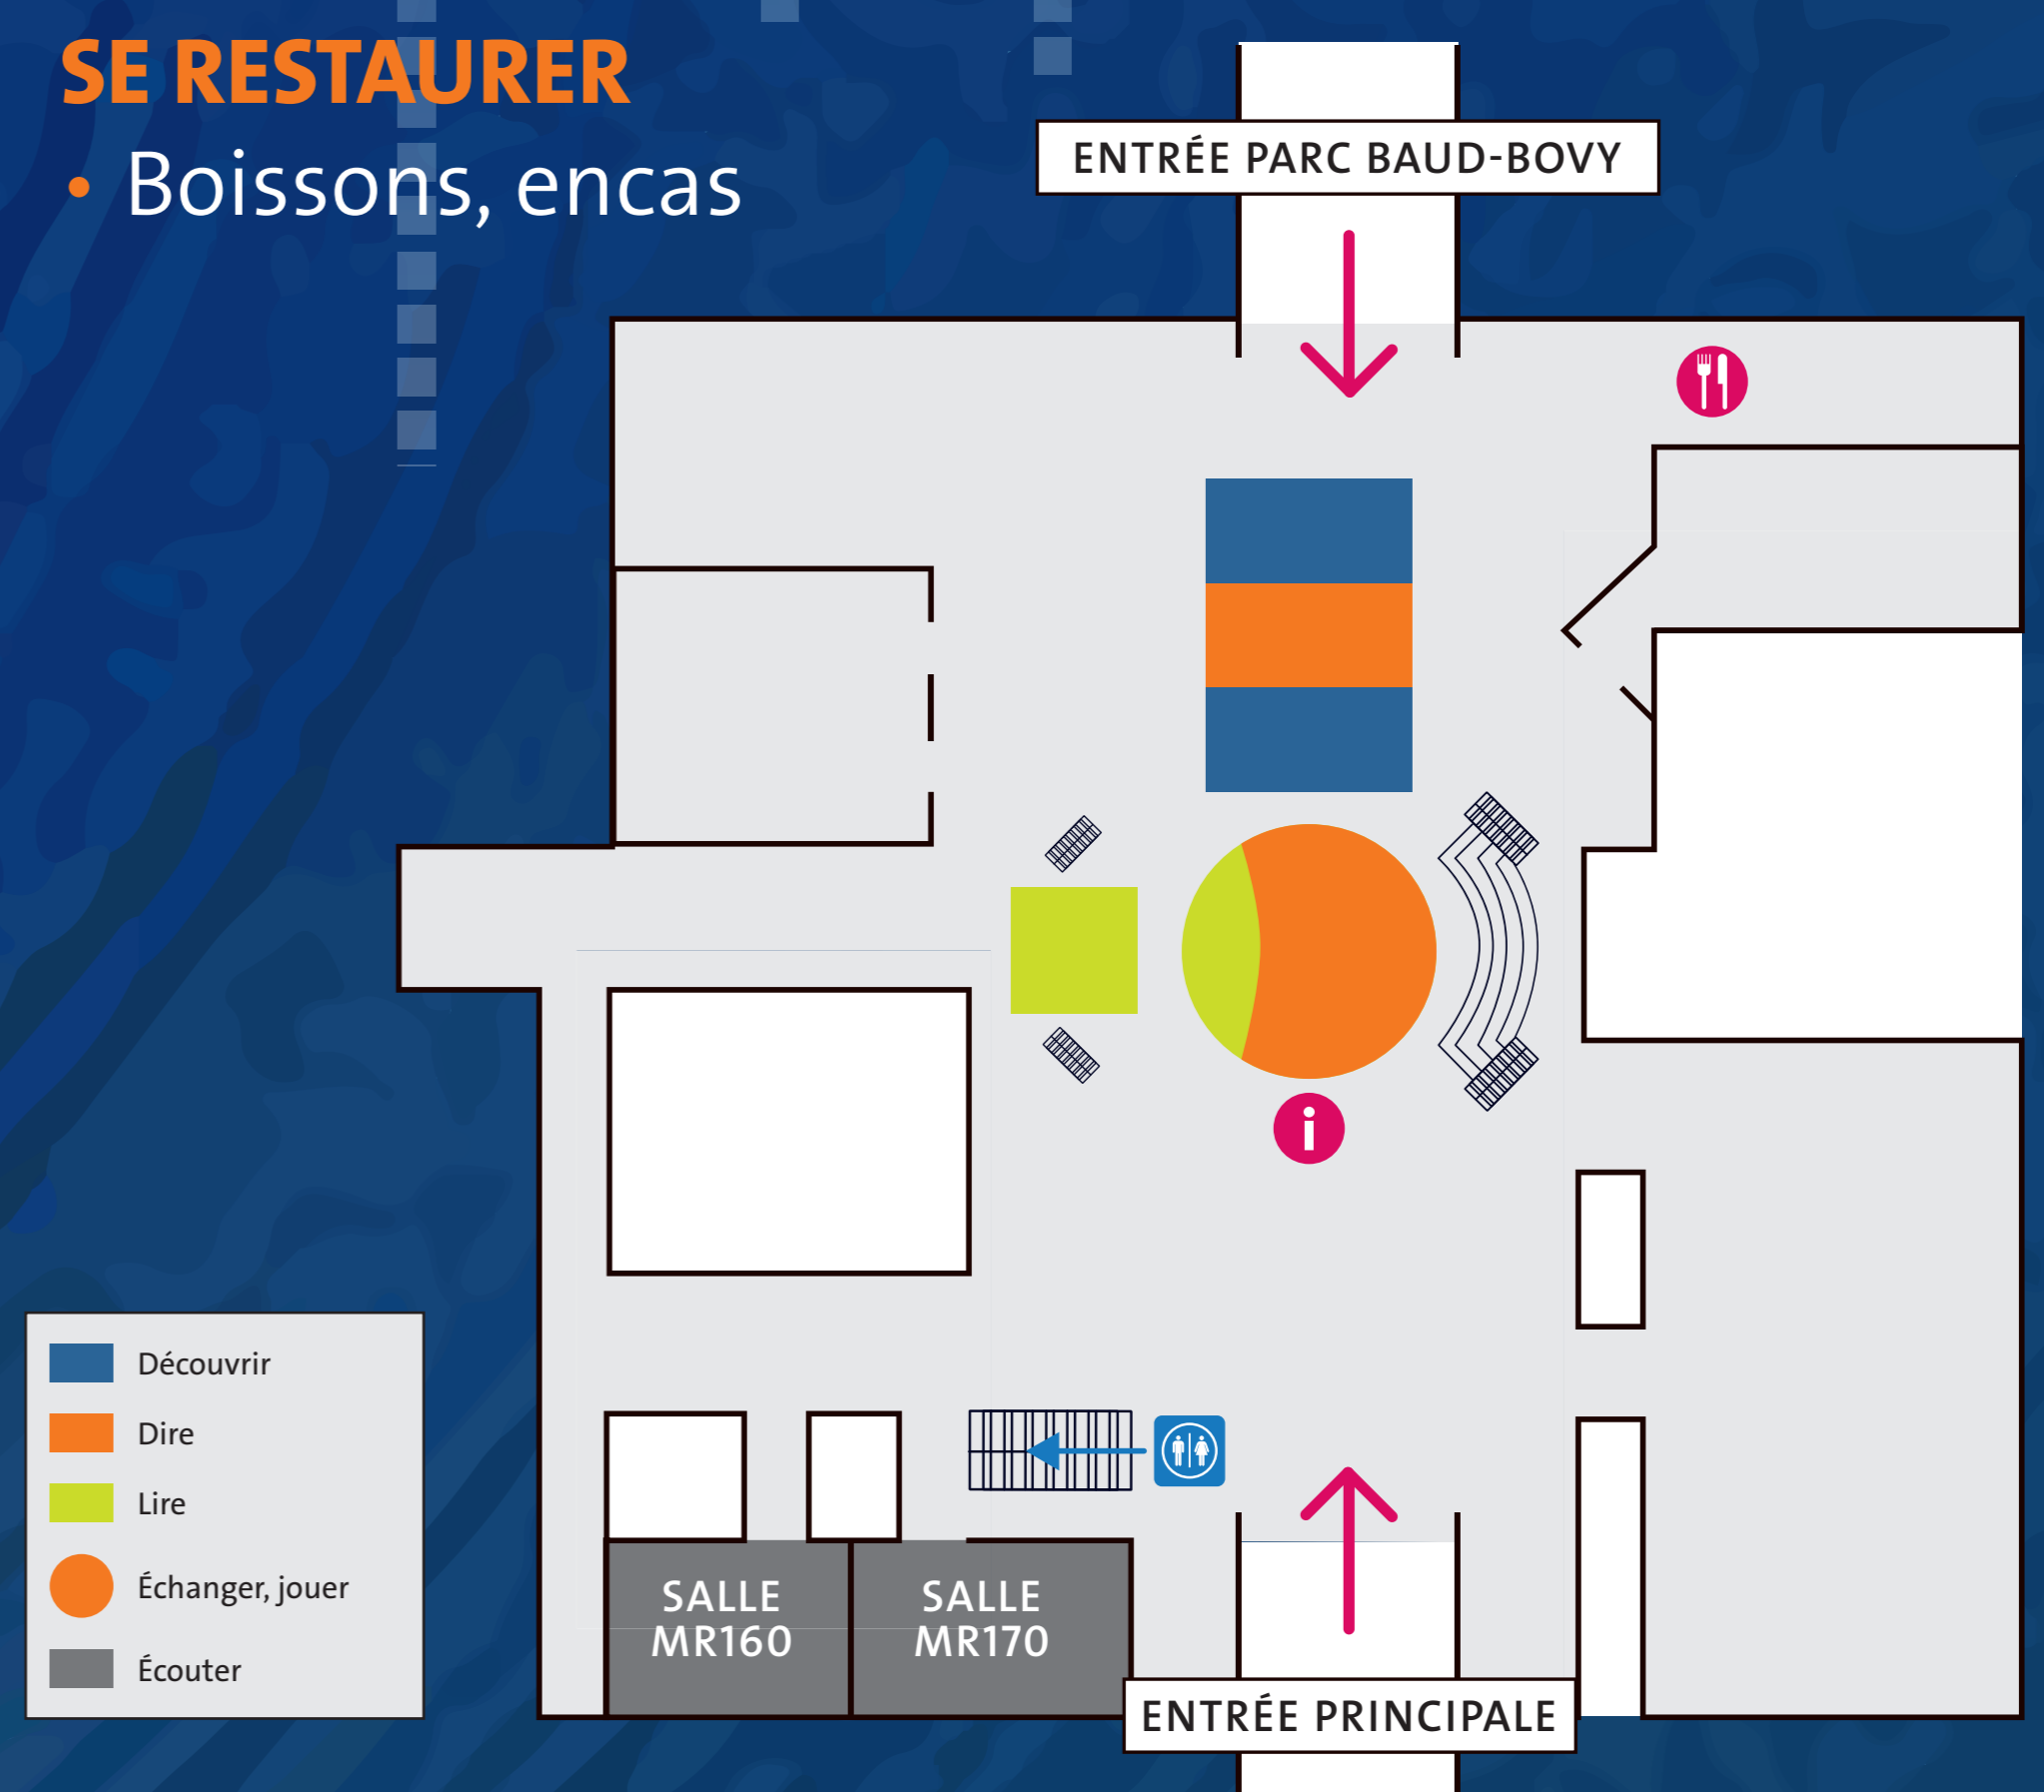 SE RESTAURER
• Boissons, encas
ENTRÉE PARC BAUD-BOVY
i
Découvrir
Dire
Lire
Échanger, jouer
Écouter
SALLE
MR160
SALLE
MR170
ENTRÉE PRINCIPALE